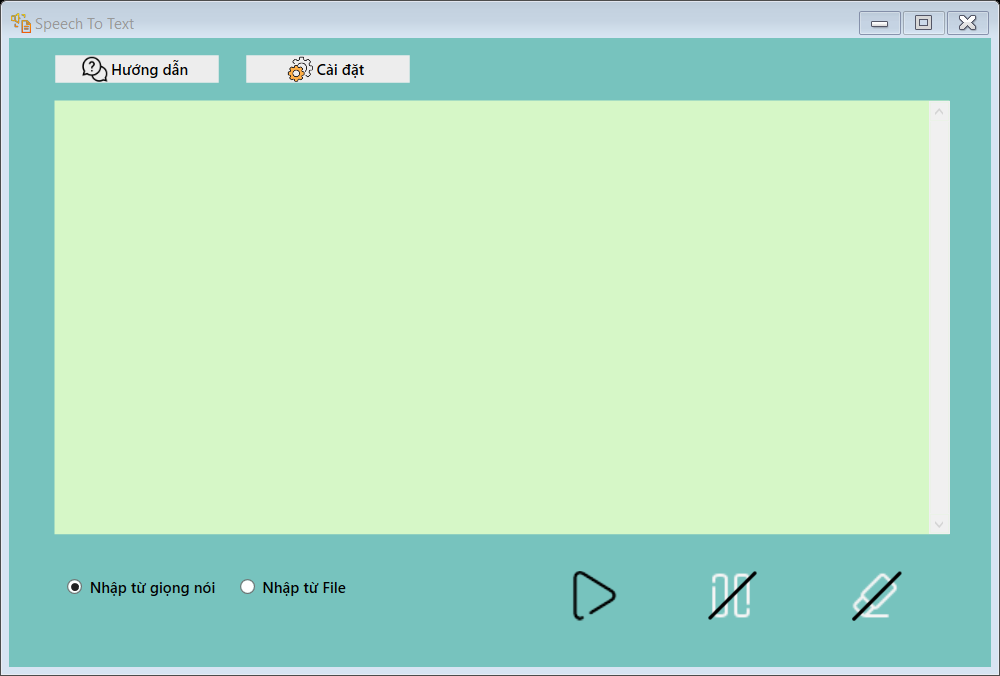 Speech To Text
Hướng dẫn
Cài đặt
Nhập từ giọng nói
Nhập từ File